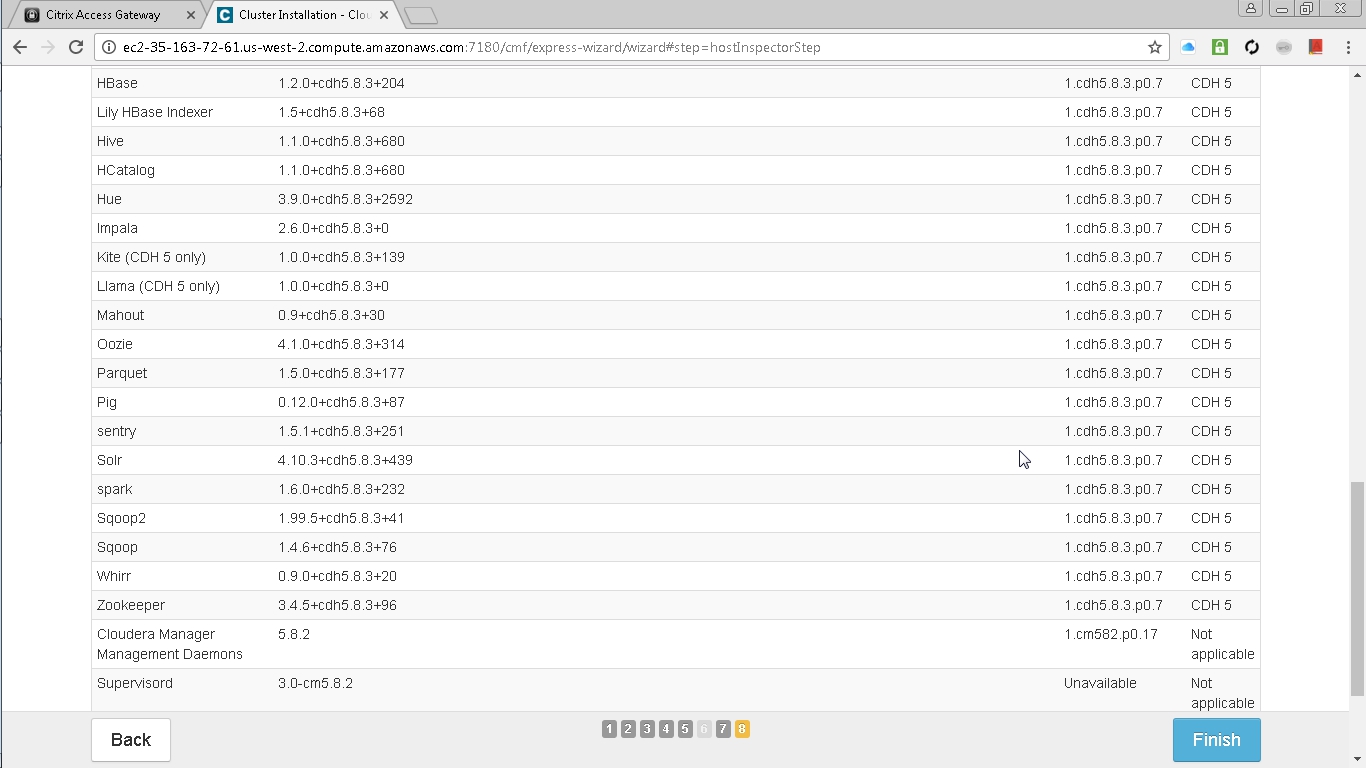 Citrix Access Gateway
Cluster Installation - Clou
ec2-35-163-72-61.us-west-2.compute.amazonaws.com:7180/cmf/express-wizard/wizard#step=hostInspectorStep
HBase 1.2.0+cdh5.8.3+204 1.cdh5.8.3.p0.7 CDH 5
Lily HBase Indexer 1.5+cdh5.8.3+68 1.cdh5.8.3.p0.7 CDH 5
Hive 1.1.0+cdh5.8.3+680 1.cdh5.8.3.p0.7 CDH 5
HCatalog 1.1.0+cdh5.8.3+680 1.cdh5.8.3.p0.7 CDH 5
Hue 3.9.0+cdh5.8.3+2592 1.cdh5.8.3.p0.7 CDH 5
Impala 2.6.0+cdh5.8.3+0 1.cdh5.8.3.p0.7 CDH 5
Kite (CDH 5 only) 1.0.0+cdh5.8.3+139 1.cdh5.8.3.p0.7 CDH 5
Llama (CDH 5 only) 1.0.0+cdh5.8.3+0 1.cdh5.8.3.p0.7 CDH 5
Mahout 0.9+cdh5.8.3+30 1.cdh5.8.3.p0.7 CDH 5
Oozie 4.1.0+cdh5.8.3+314 1.cdh5.8.3.p0.7 CDH 5
Parquet 1.5.0+cdh5.8.3+177 1.cdh5.8.3.p0.7 CDH 5
Pig 0.12.0+cdh5.8.3+87 1.cdh5.8.3.p0.7 CDH 5
sentry 1.5.1+cdh5.8.3+251 1.cdh5.8.3.p0.7 CDH 5
Solr 4.10.3+cdh5.8.3+439 1.cdh5.8.3.p0.7 CDH 5
spark 1.6.0+cdh5.8.3+232 1.cdh5.8.3.p0.7 CDH 5
Sqoop2 1.99.5+cdh5.8.3+41 1.cdh5.8.3.p0.7 CDH 5
Sqoop 1.4.6+cdh5.8.3+76 1.cdh5.8.3.p0.7 CDH 5
Whirr 0.9.0+cdh5.8.3+20 1.cdh5.8.3.p0.7 CDH 5
Zookeeper 3.4.5+cdh5.8.3+96 1.cdh5.8.3.p0.7 CDH 5
Cloudera Manager 5.8.2 1.cm582.p0.17 Not
Management Daemons applicable
Supervisord 3.0-cm5.8.2 Unavailable Not
applicable
Back 1 2 3 4 5 6 7 8 Finish